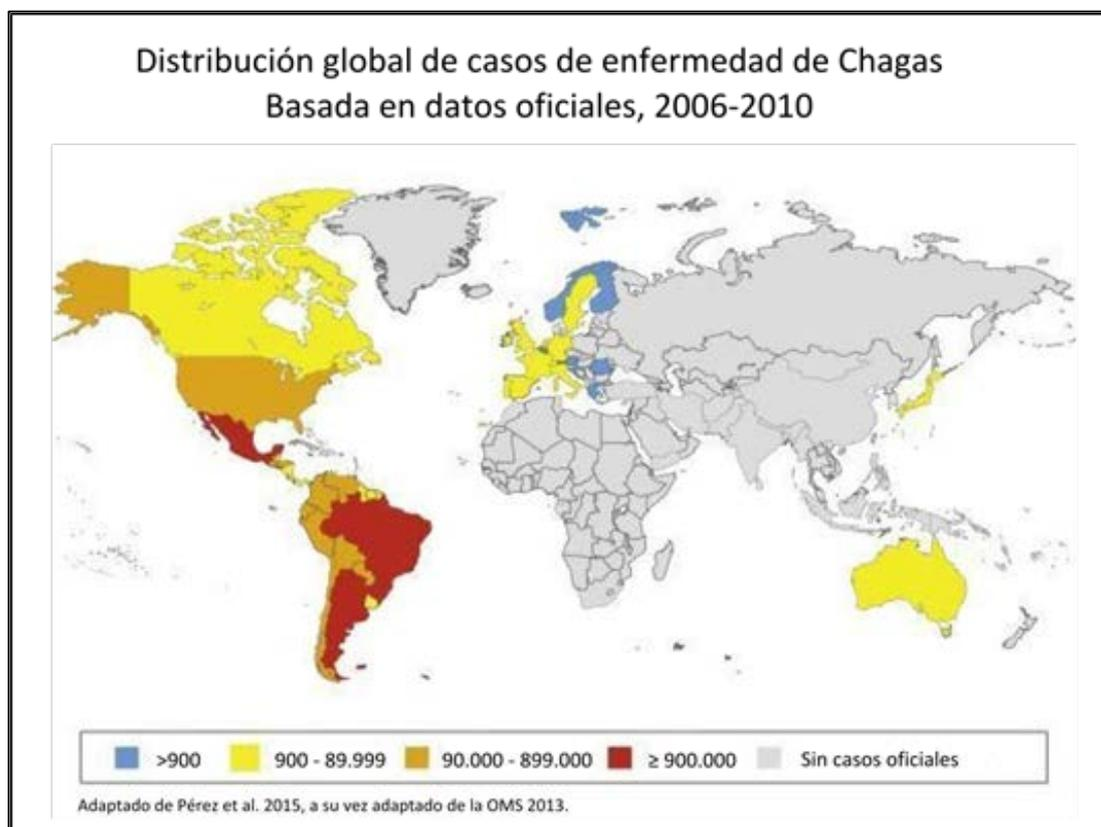 Distribución global de casos de enfermedad de Chagas
Basada en datos oficiales, 2006-2010
>900
900 - 89.999
90.000 - 899.000
≥ 900.000
Sin casos oficiales
Adaptado de Pérez et al. 2015, a su vez adaptado de la OMS 2013.